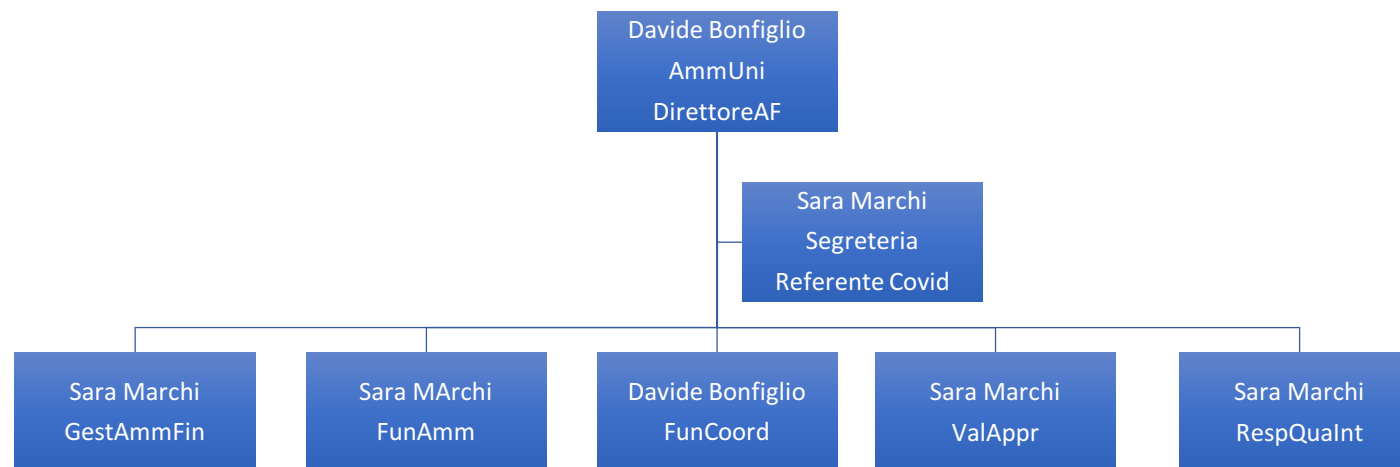 Davide Bonfiglio
AmmUni
DirettoreAF
Sara Marchi
Segreteria
Referente Covid
Sara Marchi
GestAmmFin
Sara MArchi
FunAmm
Davide Bonfiglio
FunCoord
Sara Marchi
ValAppr
Sara Marchi
RespQuaInt